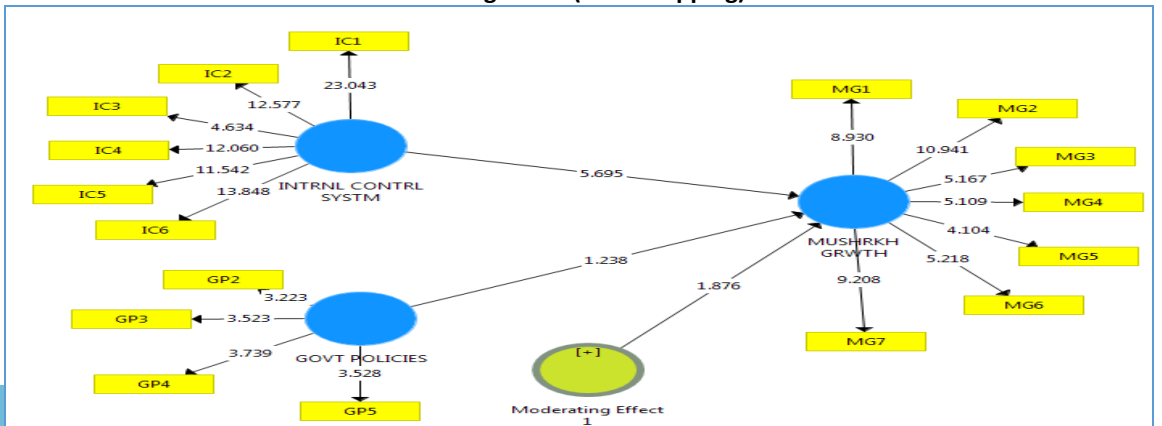 IC1
IC2
23.043
IC3
12.577
4.634
IC4
12.060
11.542
IC5
13.848
INTRNL CONTRL
SYSTM
IC6
5.695
MG1
MG2
8.930
10.941
MG3
5.167
5.109
MG4
4.104
MUSHRKH
GRWTH
MG5
5.218
9.208
MG6
MG7
GP2
1.238
3.223
1.876
GP3
3.523
3.739
GOVT POLICIES
3.528
GP4
GP5
[+]
Moderating Effect
1